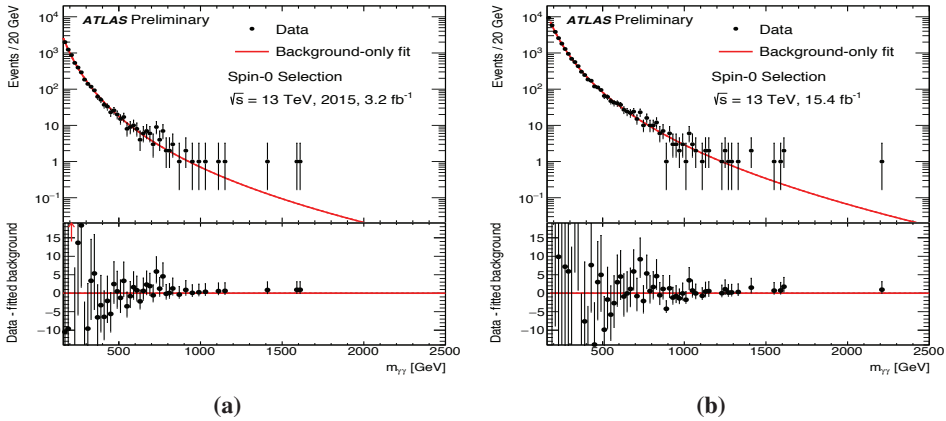 Events / 20 GeV
10⁴
10³
10²
10
1
10⁻¹
ATLAS Preliminary
Data
Background-only fit
Spin-0 Selection
√s = 13 TeV, 2015, 3.2 fb⁻¹
Data - fitted background
15
10
5
0
−5
−10
500 1000 1500 2000 2500
mγγ [GeV]
(a)
Events / 20 GeV
10⁴
10³
10²
10
1
10⁻¹
ATLAS Preliminary
Data
Background-only fit
Spin-0 Selection
√s = 13 TeV, 15.4 fb⁻¹
Data - fitted background
15
10
5
0
−5
−10
500 1000 1500 2000 2500
mγγ [GeV]
(b)